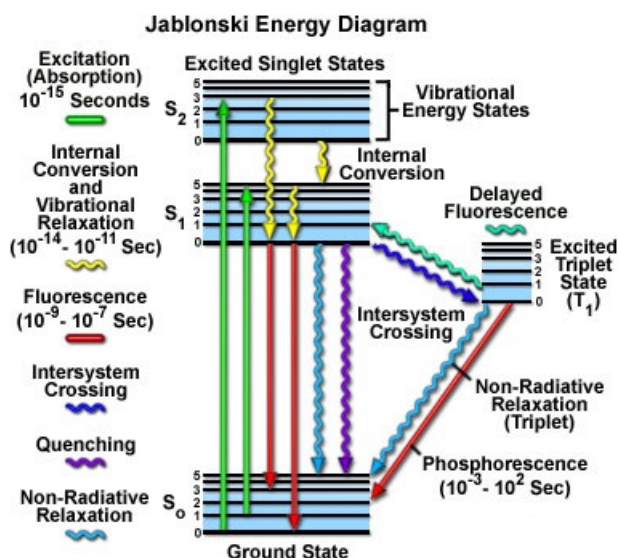 Jablonski Energy Diagram
Excitation
(Absorption)
10⁻¹⁵ Seconds
Internal
Conversion
and
Vibrational
Relaxation
(10⁻¹⁴ - 10⁻¹¹ Sec)
Fluorescence
(10⁻⁹ - 10⁻⁷ Sec)
Intersystem
Crossing
Quenching
Non-Radiative
Relaxation
Excited Singlet States
S₂
5
3
2
1
0
Vibrational
Energy States
Internal
Conversion
S₁
5
4
3
2
1
0
Delayed
Fluorescence
5
3
2
1
0
Excited
Triplet
State
(T₁)
Intersystem
Crossing
Non-Radiative
Relaxation
(Triplet)
Phosphorescence
(10⁻³ - 10² Sec)
S₀
5
3
2
1
0
Ground State